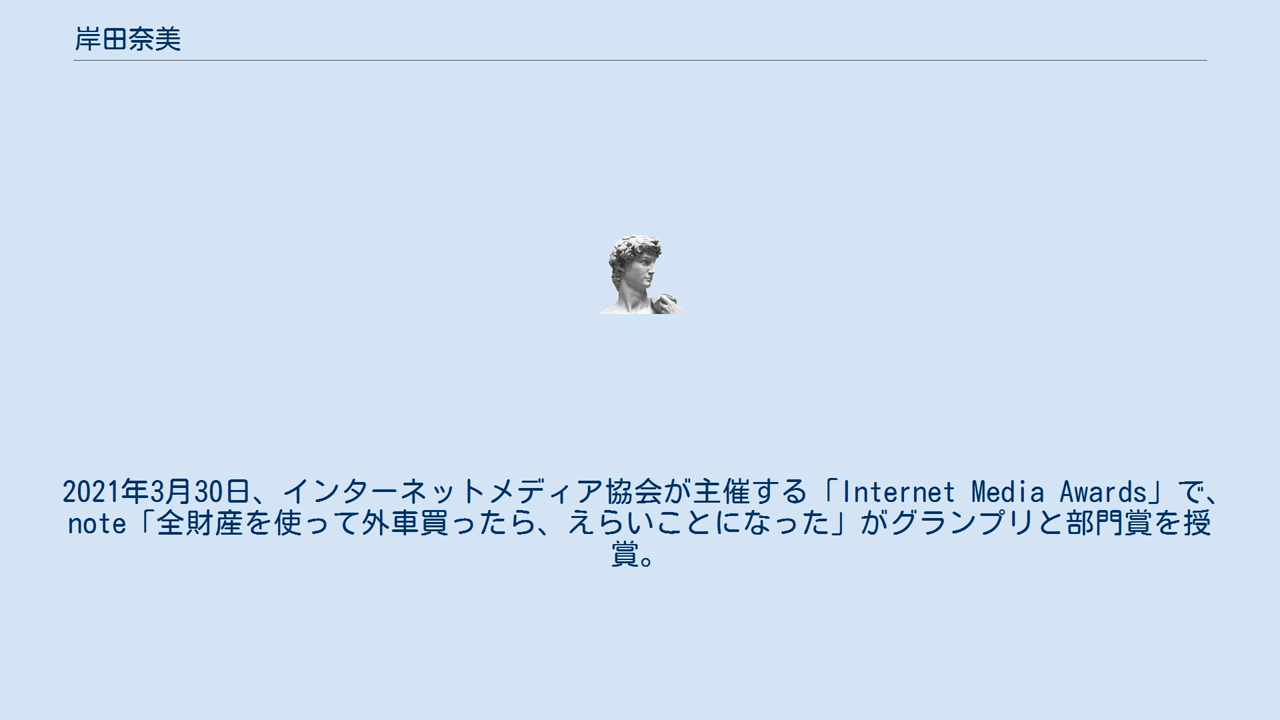 岸田奈美
2021年3月30日、インターネットメディア協会が主催する「Internet Media Awards」で、
note「全財産を使って外車買ったら、えらいことになった」がグランプリと部門賞を授
賞。